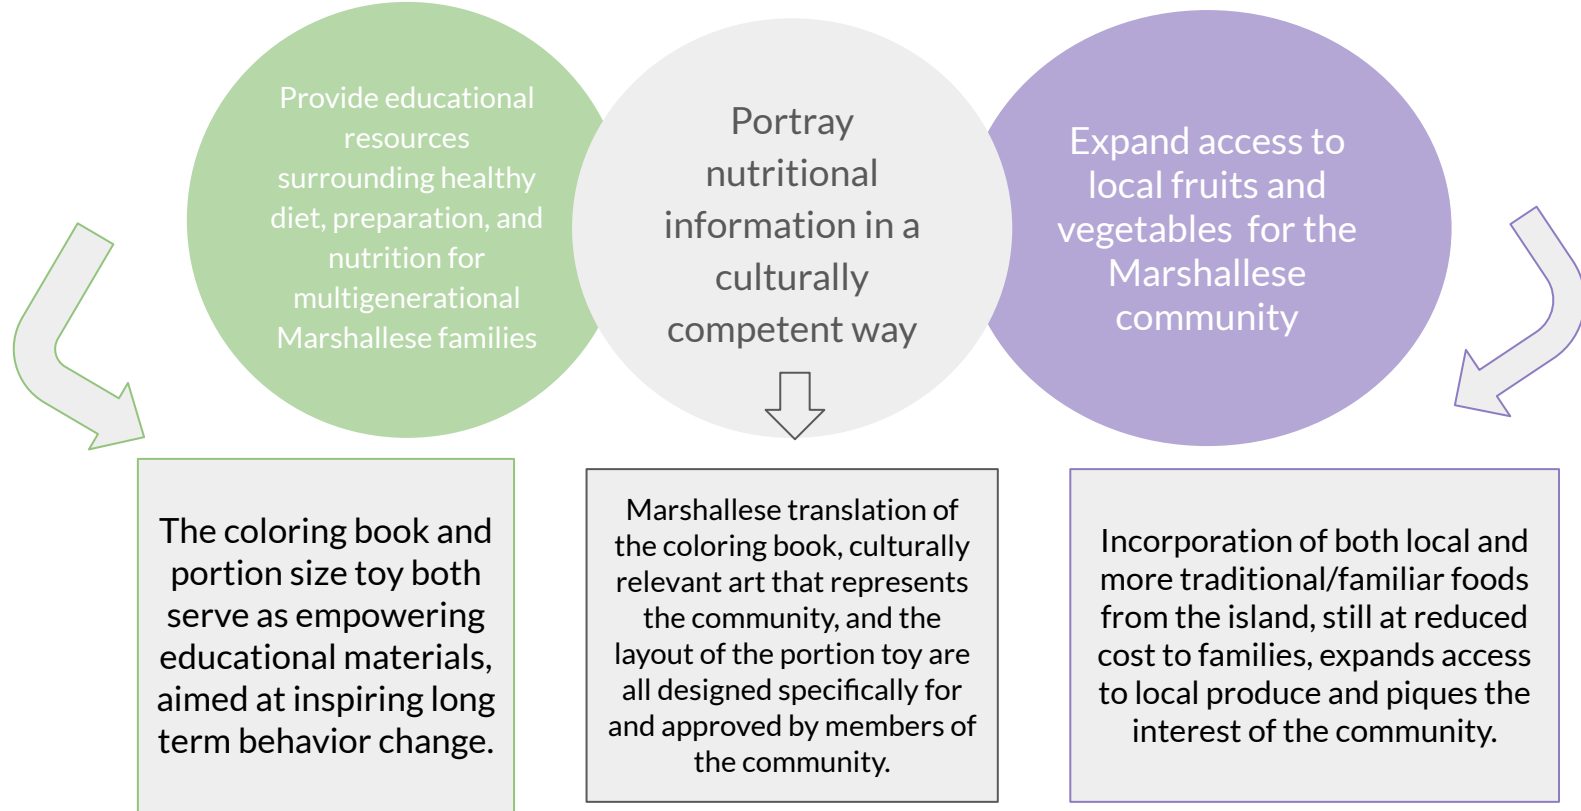 Provide educational
resources
surrounding healthy
diet, preparation, and
nutrition for
multigenerational
Marshallese families
Portray
nutritional
information in a
culturally
competent way
Expand access to
local fruits and
vegetables for the
Marshallese
community
The coloring book and
portion size toy both
serve as empowering
educational materials,
aimed at inspiring long
term behavior change.
Marshallese translation of
the coloring book, culturally
relevant art that represents
the community, and the
layout of the portion toy are
all designed specifically for
and approved by members of
the community.
Incorporation of both local and
more traditional/familiar foods
from the island, still at reduced
cost to families, expands access
to local produce and piques the
interest of the community.